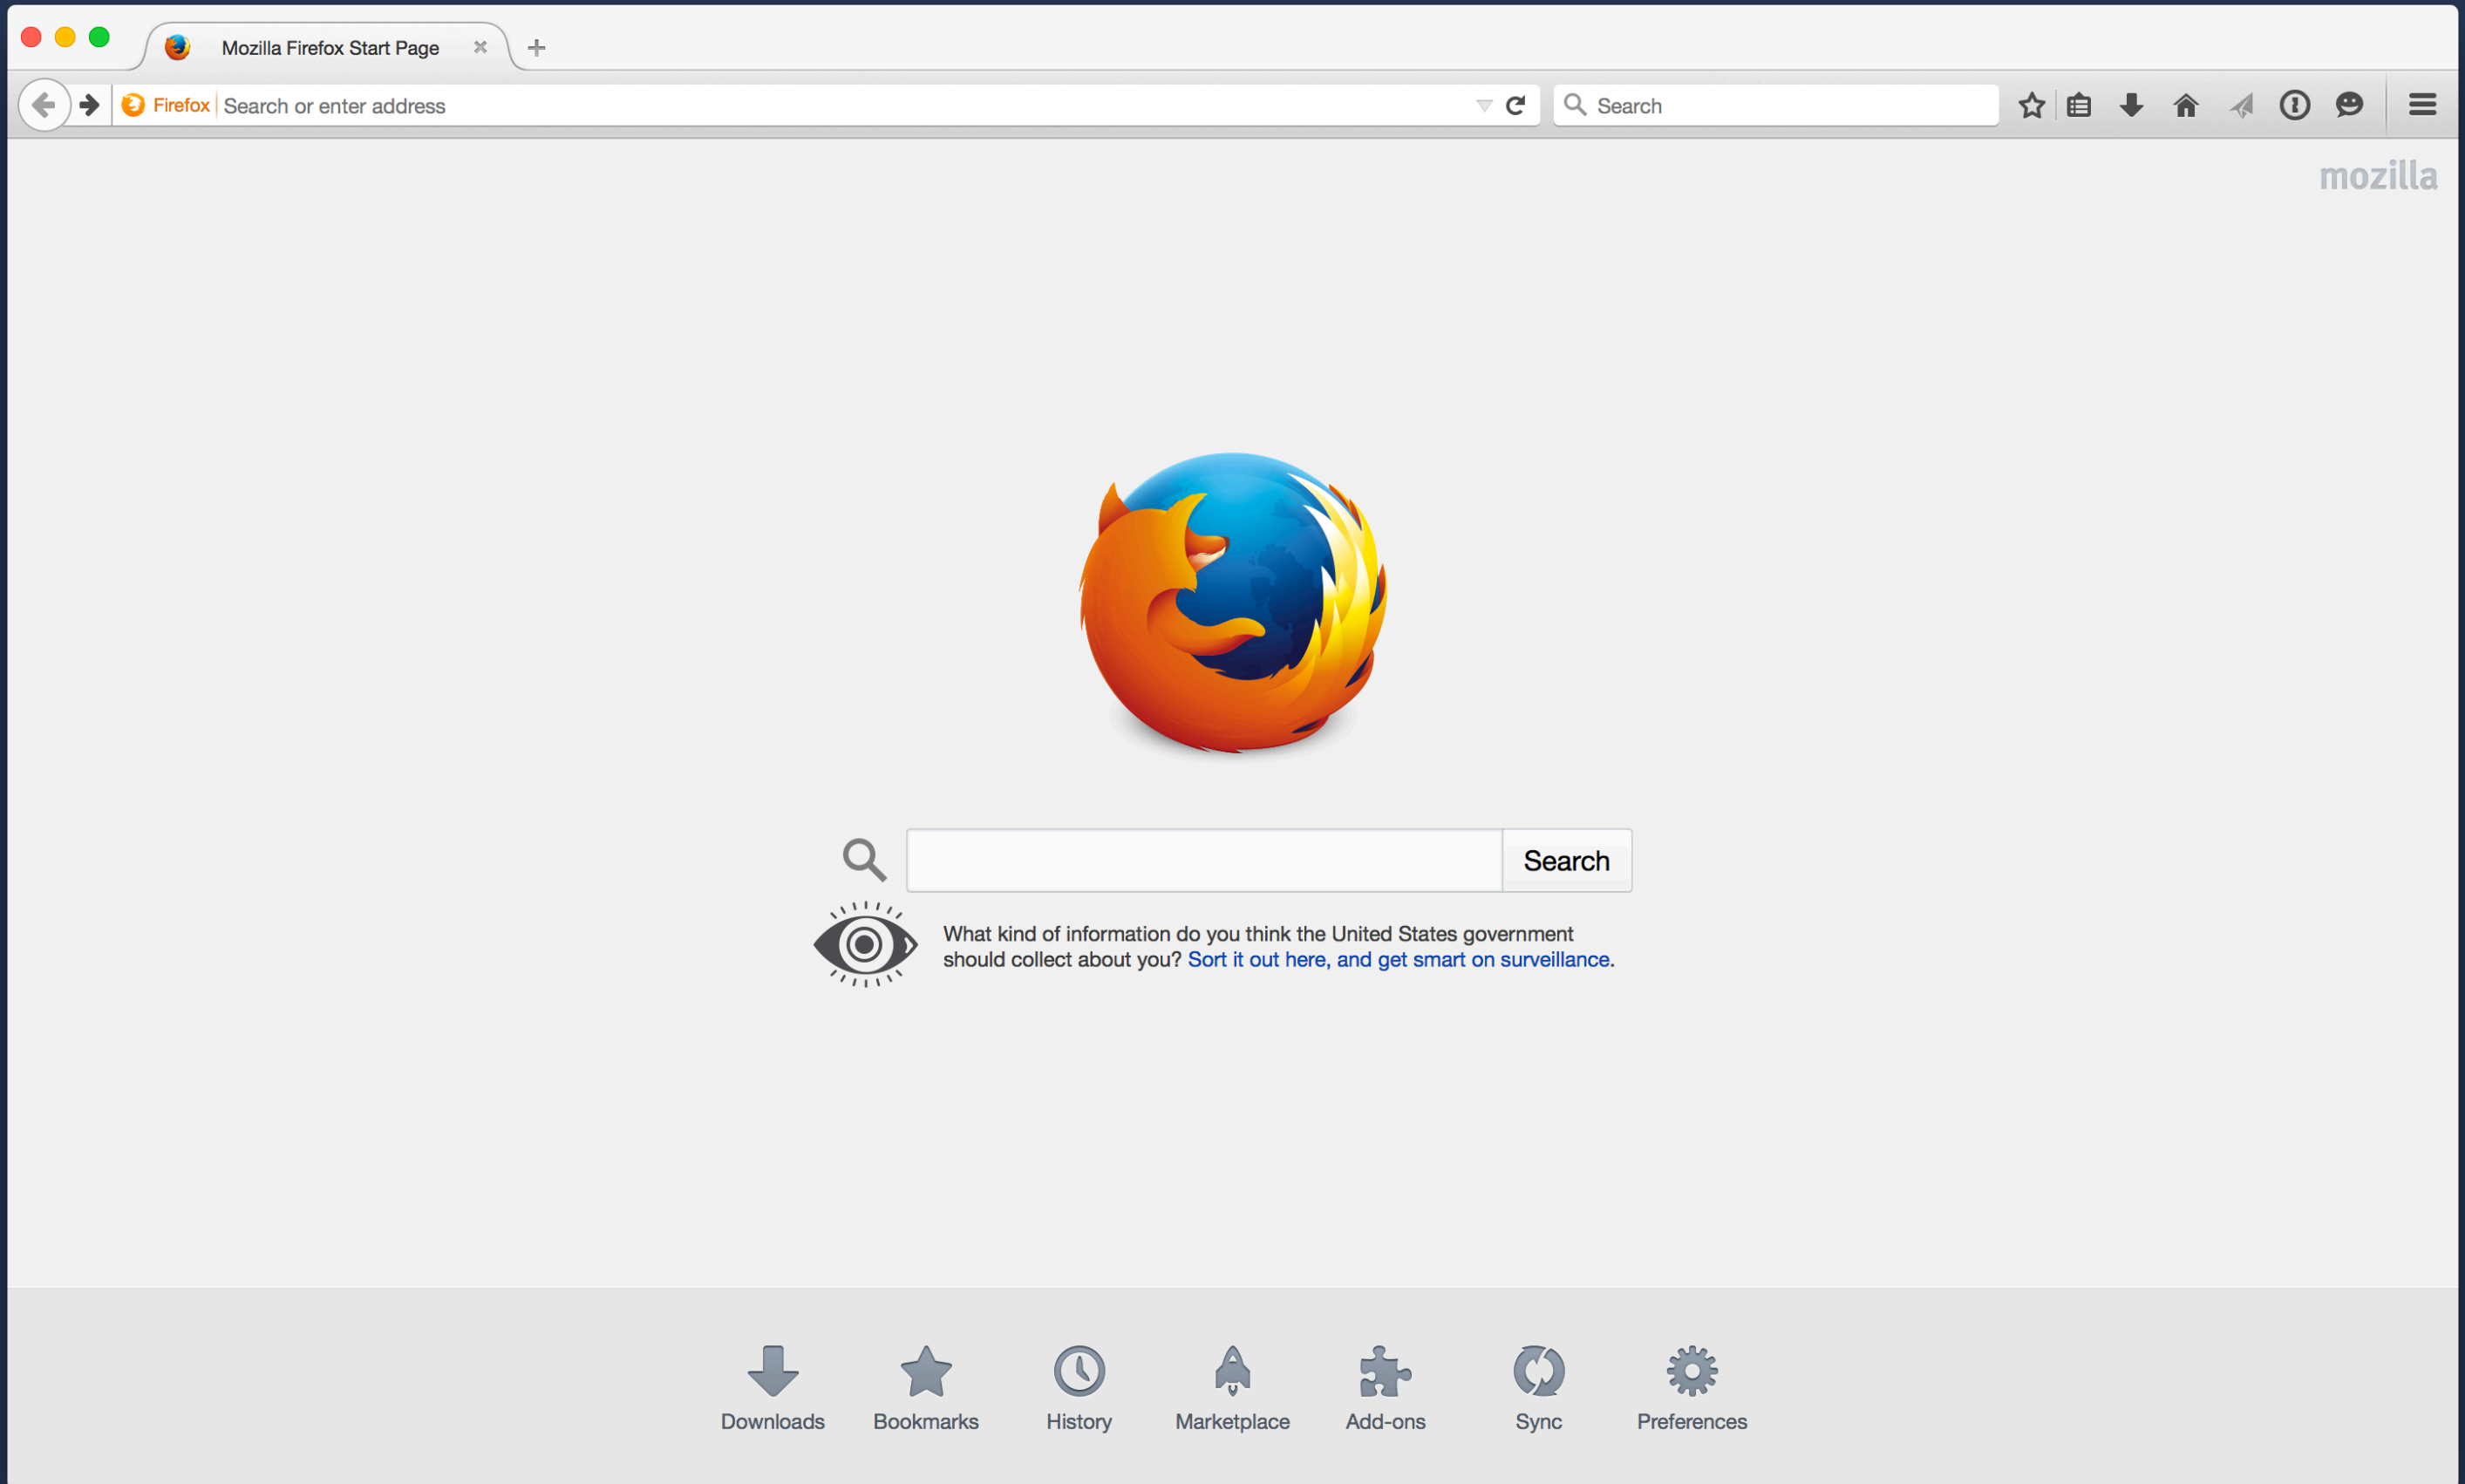 Mozilla Firefox Start Page
Firefox Search or enter address
Search
mozilla
Search
What kind of information do you think the United States government
should collect about you? Sort it out here, and get smart on surveillance.
Downloads Bookmarks History Marketplace Add-ons Sync Preferences